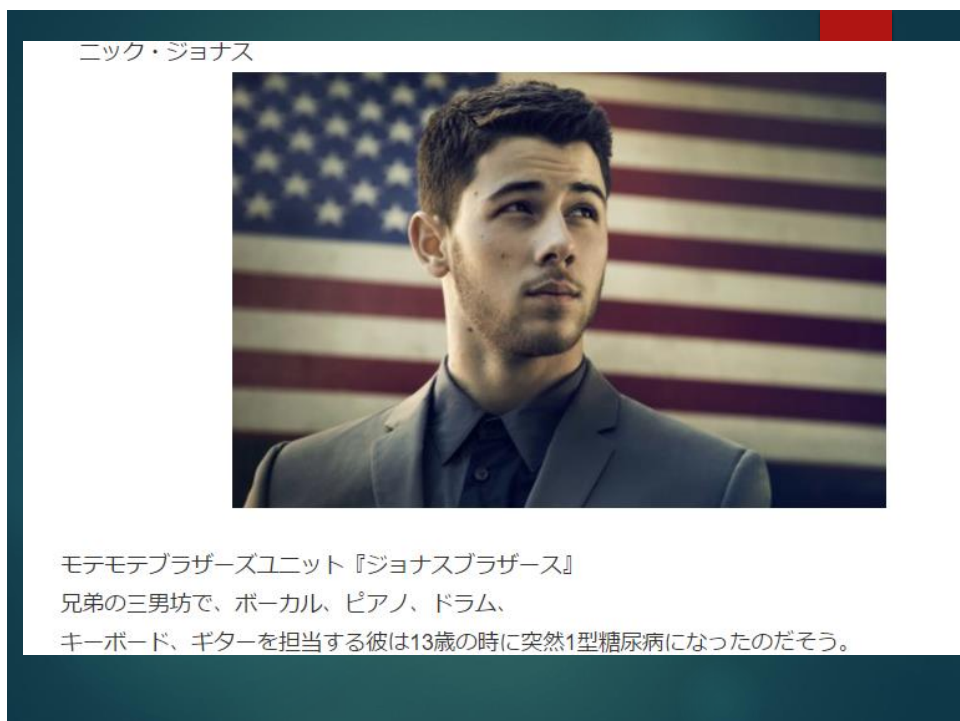 ニック・ジョナス
モテモテブラザーズユニット『ジョナスブラザース』
兄弟の三男坊で、ボーカル、ピアノ、ドラム、
キーボード、ギターを担当する彼は13歳の時に突然1型糖尿病になったのだそう。